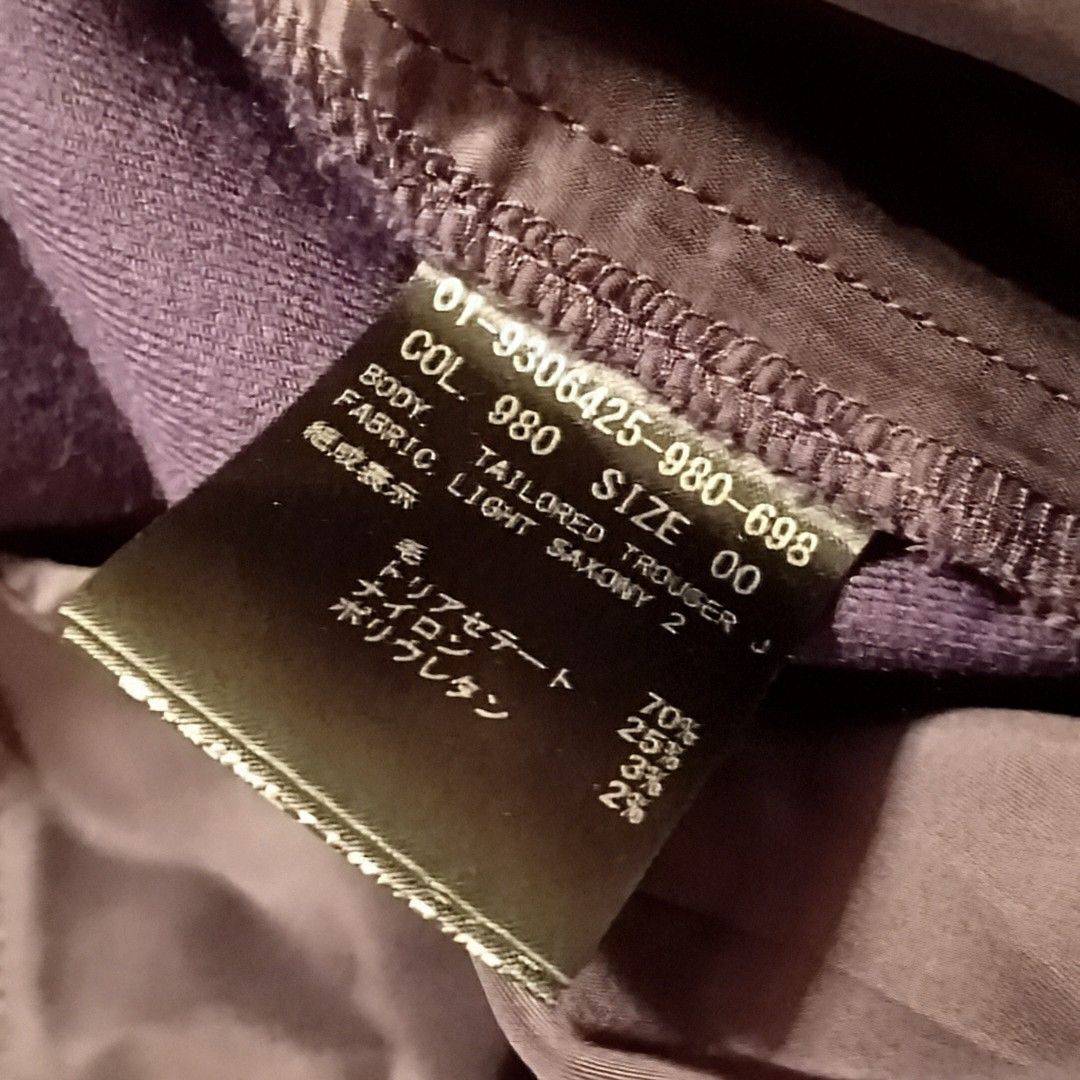 01-9306425-980-698
COL. 980 SIZE 00
BODY. TAILORED TROUSER J
FABRIC. LIGHT SAXONY 2
組成表示
毛 70%
トリアセテート 25%
ナイロン 3%
ポリウレタン 2%